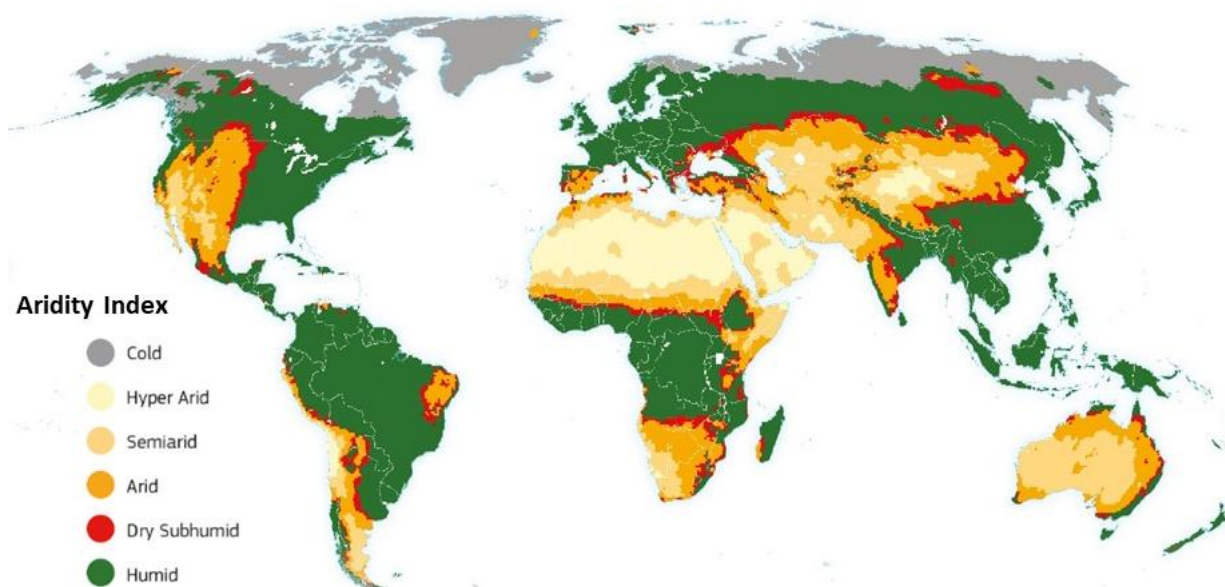 Aridity Index
Cold
Hyper Arid
Semiarid
Arid
Dry Subhumid
Humid